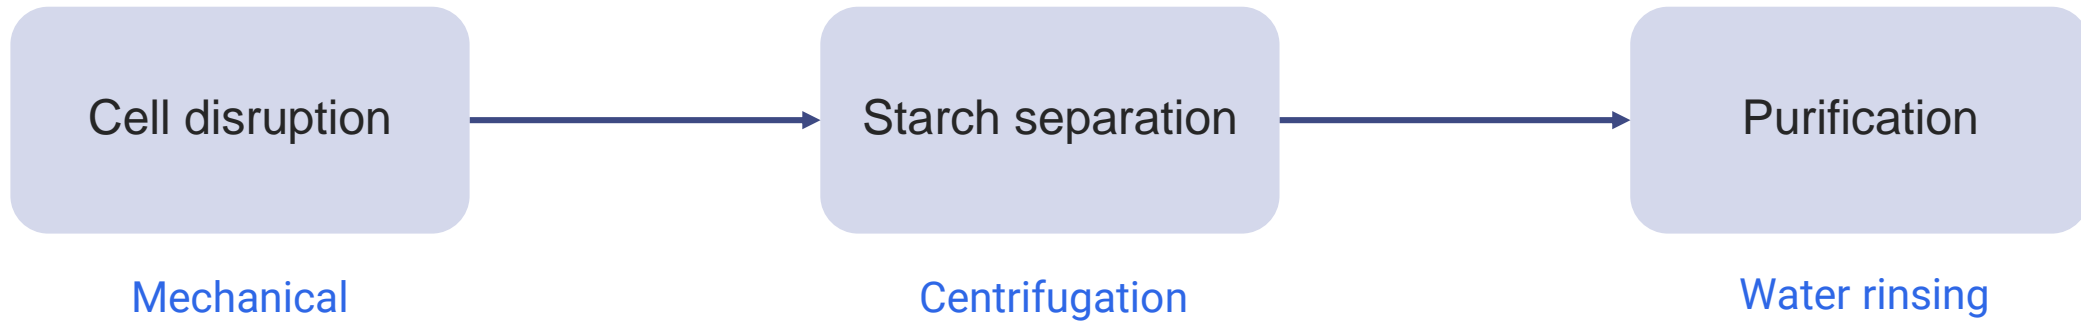 Cell disruption
Starch separation
Purification
Mechanical
Centrifugation
Water rinsing